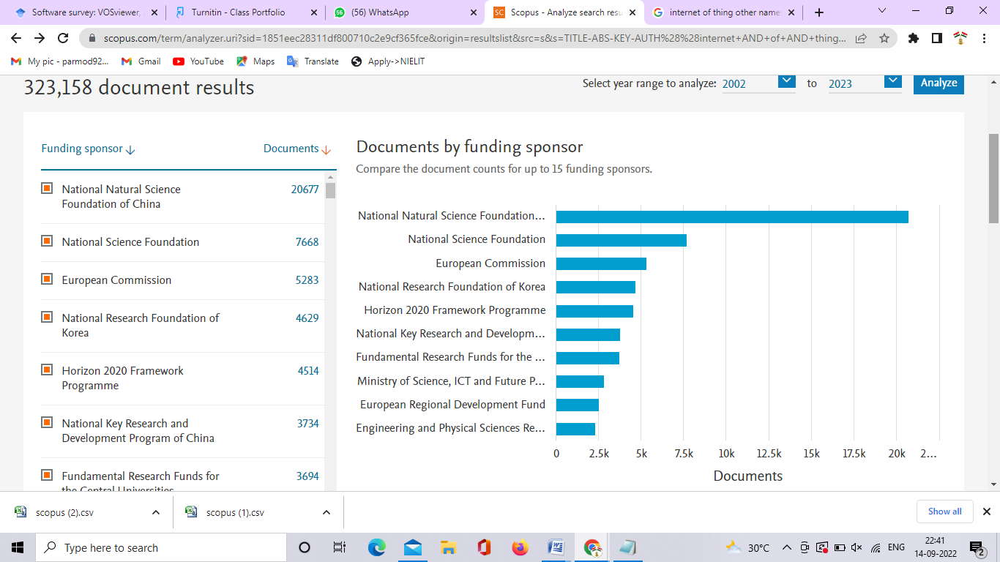 Software survey: VOSviewer,
Turnitin - Class Portfolio
(56) WhatsApp
SC Scopus - Analyze search resu
internet of thing other name
scopus.com/term/analyzer.uri?sid=1851eec28311df800710c2e9cf365fce&origin=resultslist&src=s&s=TITLE-ABS-KEY-AUTH%28%28internet+AND+of+AND+thing...
My pic - parmod92...
Gmail
YouTube
Maps
Translate
Apply->NIELIT
323,158 document results
Select year range to analyze: 2002 to 2023 Analyze
Funding sponsor Documents
National Natural Science
Foundation of China
20677
National Science Foundation 7668
European Commission 5283
National Research Foundation of
Korea
4629
Horizon 2020 Framework
Programme
4514
National Key Research and
Development Program of China
3734
Fundamental Research Funds for
the Central Universities
3694
Documents by funding sponsor
Compare the document counts for up to 15 funding sponsors.
National Natural Science Foundation...
National Science Foundation
European Commission
National Research Foundation of Korea
Horizon 2020 Framework Programme
National Key Research and Developm...
Fundamental Research Funds for the ...
Ministry of Science, ICT and Future P...
European Regional Development Fund
Engineering and Physical Sciences Re...
0 2.5k 5k 7.5k 10k 12.5k 15k 17.5k 20k 2...
Documents
scopus (2).csv
scopus (1).csv
Show all
Type here to search
30°C
ENG
22:41
14-09-2022
2